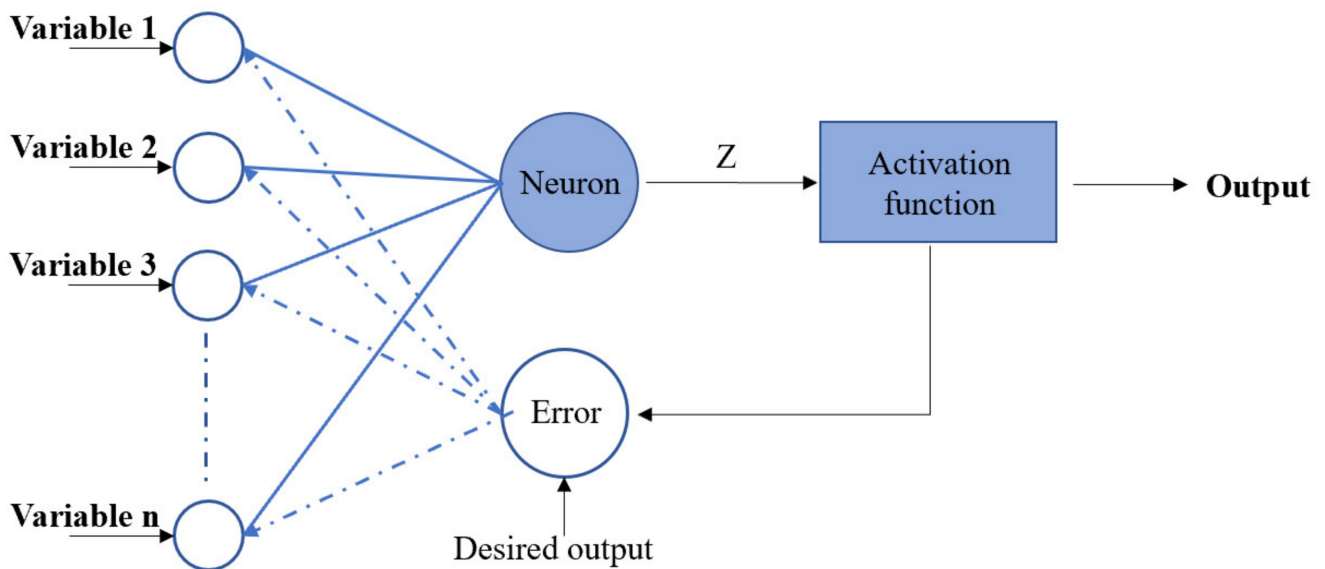 Variable 1
Variable 2
Variable 3
Variable n
Neuron
Z
Activation
function
Output
Error
Desired output